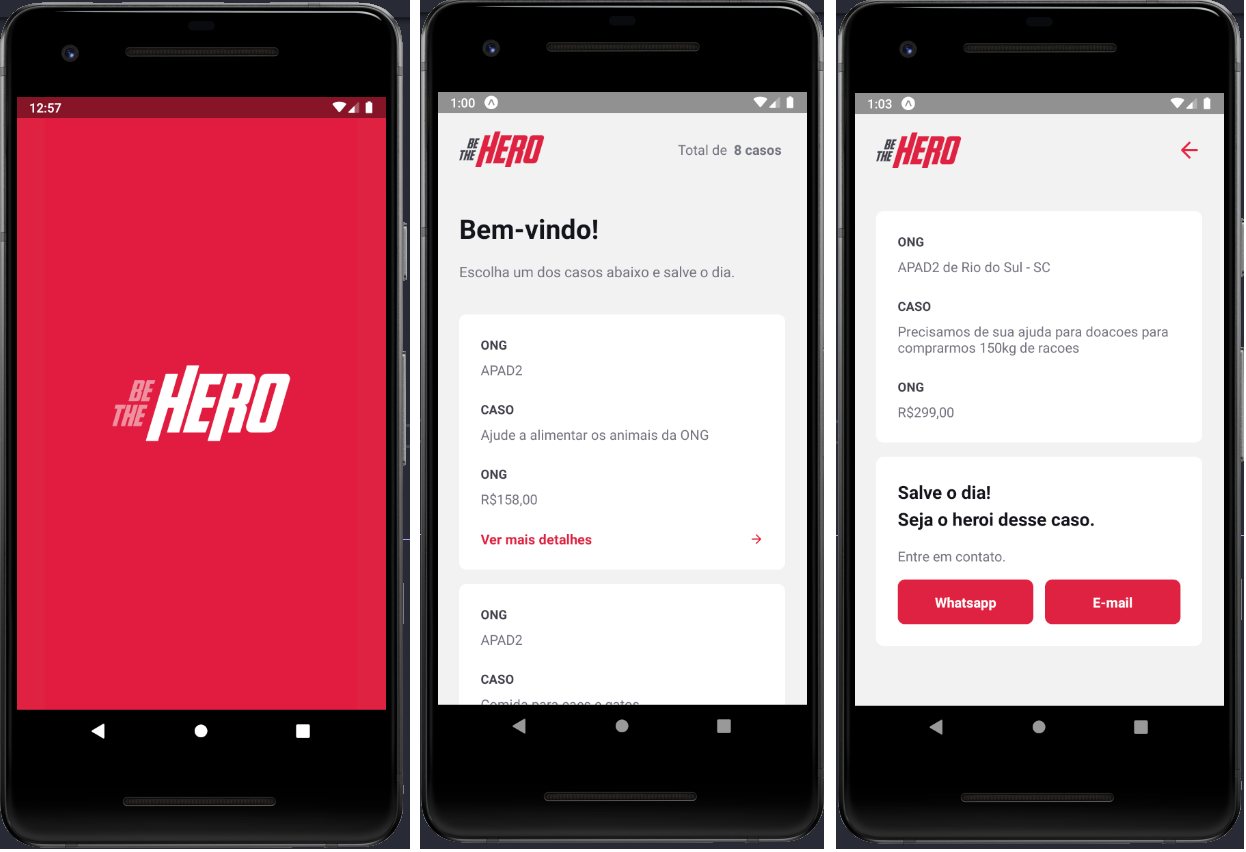 12:57
BE
THE HERO
1:00
BE
THE HERO
Total de 8 casos
Bem-vindo!
Escolha um dos casos abaixo e salve o dia.
ONG
APAD2
CASO
Ajude a alimentar os animais da ONG
ONG
R$158,00
Ver mais detalhes
ONG
APAD2
CASO
Comida para caes e gatos
1:03
BE
THE HERO
ONG
APAD2 de Rio do Sul - SC
CASO
Precisamos de sua ajuda para doacoes para
comprarmos 150kg de racoes
ONG
R$299,00
Salve o dia!
Seja o heroi desse caso.
Entre em contato.
Whatsapp
E-mail